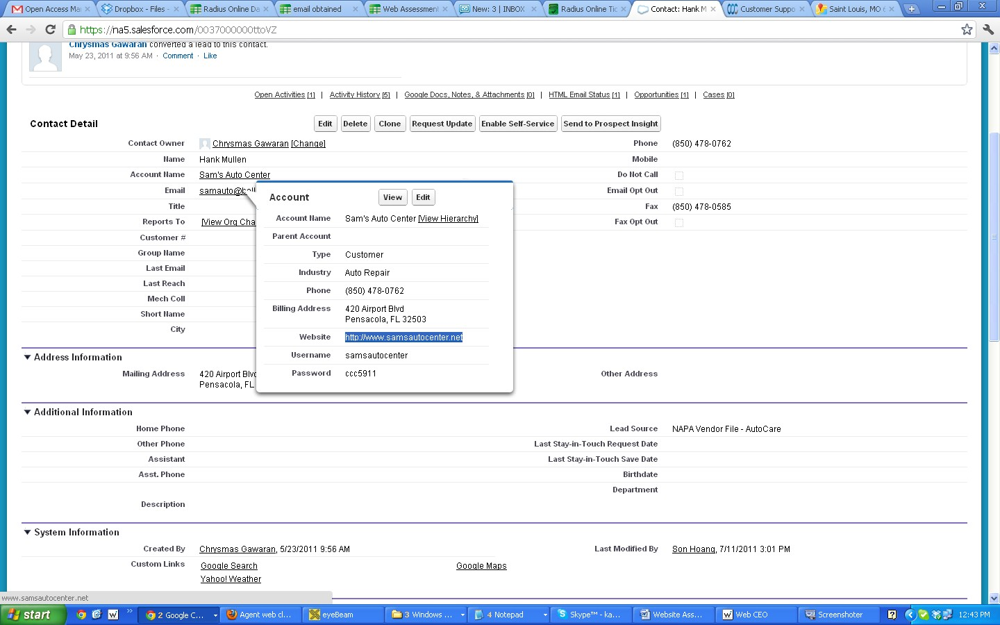 Open Access Ma
Dropbox - Files -
Radius Online Da
email obtained
Web Assessment
New: 3 | INBOX
Radius Online Tic
Contact: Hank M
Customer Suppo
Saint Louis, MO
https://na5.salesforce.com/0037000000ttoVZ
Chrysmas Gawaran converted a lead to this contact.
May 23, 2011 at 9:56 AM · Comment · Like
Open Activities [1] | Activity History [5] | Google Docs, Notes, & Attachments [0] | HTML Email Status [1] | Opportunities [1] | Cases [0]
Contact Detail
Edit
Delete
Clone
Request Update
Enable Self-Service
Send to Prospect Insight
Contact Owner Chrysmas Gawaran [Change]
Phone (850) 478-0762
Name Hank Mullen
Mobile
Account Name Sam's Auto Center
Do Not Call
Email samauto@bell
Email Opt Out
Title
Fax (850) 478-0585
Reports To [View Org Cha
Fax Opt Out
Customer #
Group Name
Last Email
Last Reach
Mech Coll
Short Name
City
Account
View
Edit
Account Name Sam's Auto Center [View Hierarchy]
Parent Account
Type Customer
Industry Auto Repair
Phone (850) 478-0762
Billing Address 420 Airport Blvd
Pensacola, FL 32503
Website http://www.samsautocenter.net
Username samsautocenter
Password ccc5911
Address Information
Mailing Address 420 Airport Blvd
Pensacola, FL
Other Address
Additional Information
Home Phone
Lead Source NAPA Vendor File - AutoCare
Other Phone
Last Stay-in-Touch Request Date
Assistant
Last Stay-in-Touch Save Date
Asst. Phone
Birthdate
Department
Description
System Information
Created By Chrysmas Gawaran, 5/23/2011 9:56 AM
Last Modified By Son Hoang, 7/11/2011 3:01 PM
Custom Links Google Search
Google Maps
Yahoo! Weather
www.samsautocenter.net
start
2 Google C...
Agent web cl...
eyeBeam
3 Windows ...
4 Notepad
Skype™ - ka...
Website Ass...
Web CEO
Screenshoter
12:43 PM